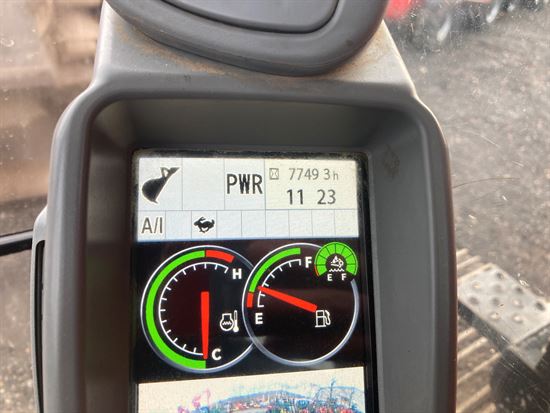 PWR 7749 3h
11 23
A/I
H F E F
E
C